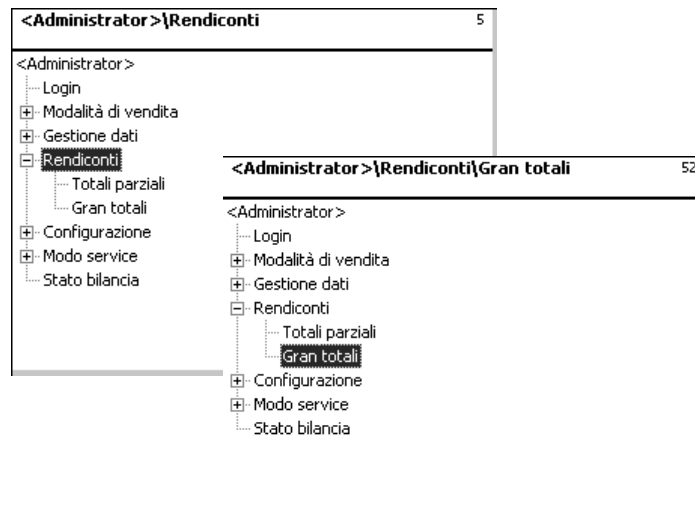 <Administrator>\Rendiconti 5
<Administrator>
Login
Modalità di vendita
Gestione dati
Rendiconti
Totali parziali
Gran totali
Configurazione
Modo service
Stato bilancia
<Administrator>\Rendiconti\Gran totali 52
<Administrator>
Login
Modalità di vendita
Gestione dati
Rendiconti
Totali parziali
Gran totali
Configurazione
Modo service
Stato bilancia